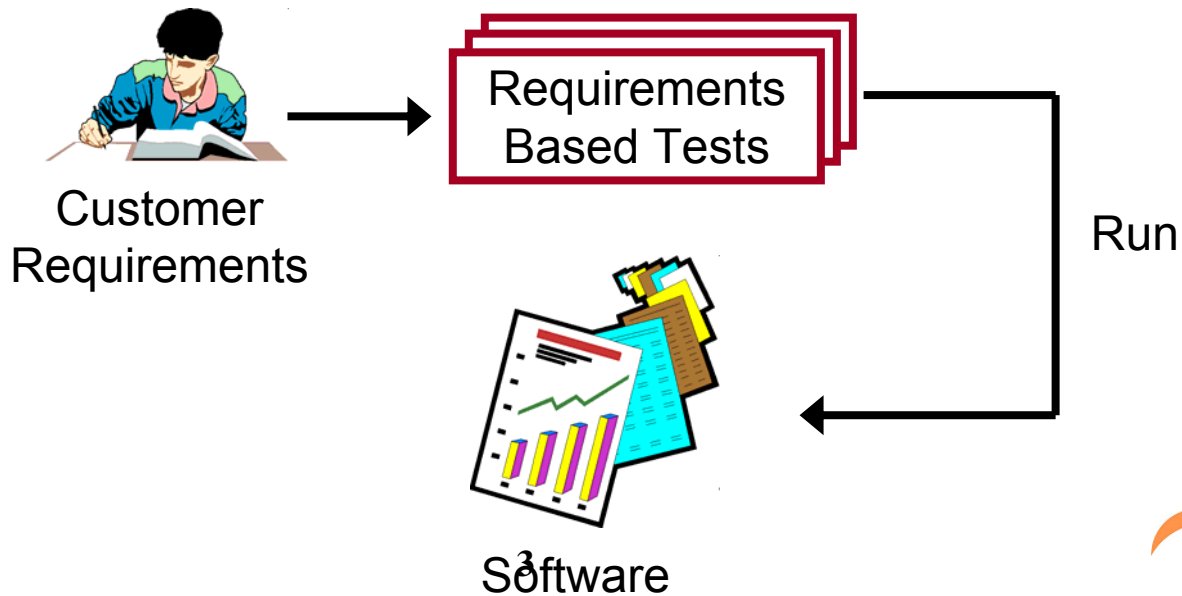 Requirements
Based Tests
Customer
Requirements
Run
Software
3